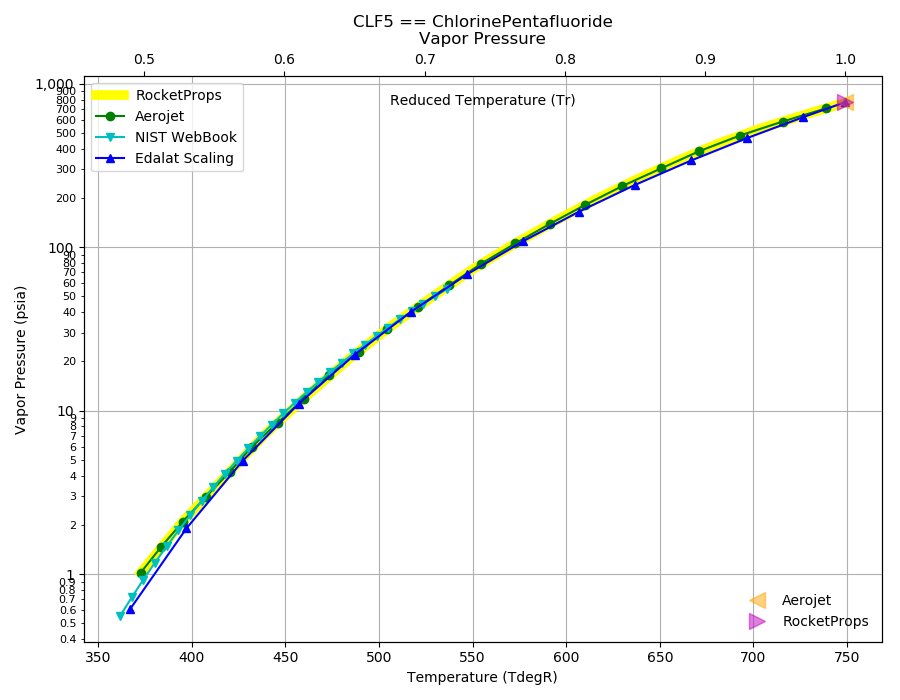 CLF5 == ChlorinePentafluoride
Vapor Pressure
0.5 0.6 0.7 0.8 0.9 1.0
Reduced Temperature (Tr)
RocketProps
Aerojet
NIST WebBook
Edalat Scaling
1,000
900
800
700
600
500
400
300
200
100
90
80
70
60
50
40
30
20
10
9
8
7
6
5
4
3
2
1
0.9
0.8
0.7
0.6
0.5
0.4
Vapor Pressure (psia)
Aerojet
RocketProps
350 400 450 500 550 600 650 700 750
Temperature (TdegR)